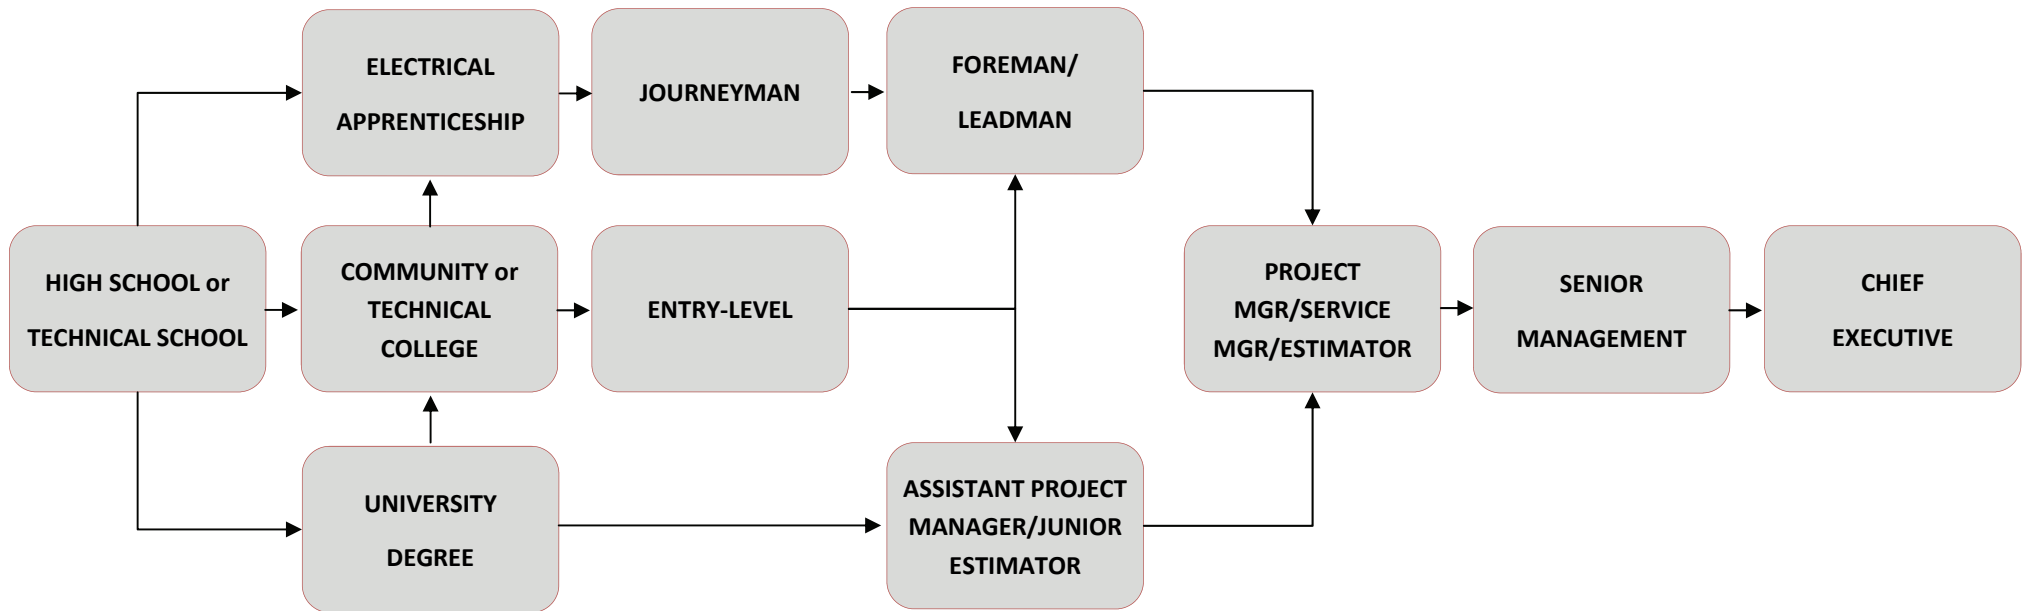 ELECTRICAL
APPRENTICESHIP
JOURNEYMAN
FOREMAN/
LEADMAN
HIGH SCHOOL or
TECHNICAL SCHOOL
COMMUNITY or
TECHNICAL
COLLEGE
ENTRY-LEVEL
PROJECT
MGR/SERVICE
MGR/ESTIMATOR
SENIOR
MANAGEMENT
CHIEF
EXECUTIVE
UNIVERSITY
DEGREE
ASSISTANT PROJECT
MANAGER/JUNIOR
ESTIMATOR